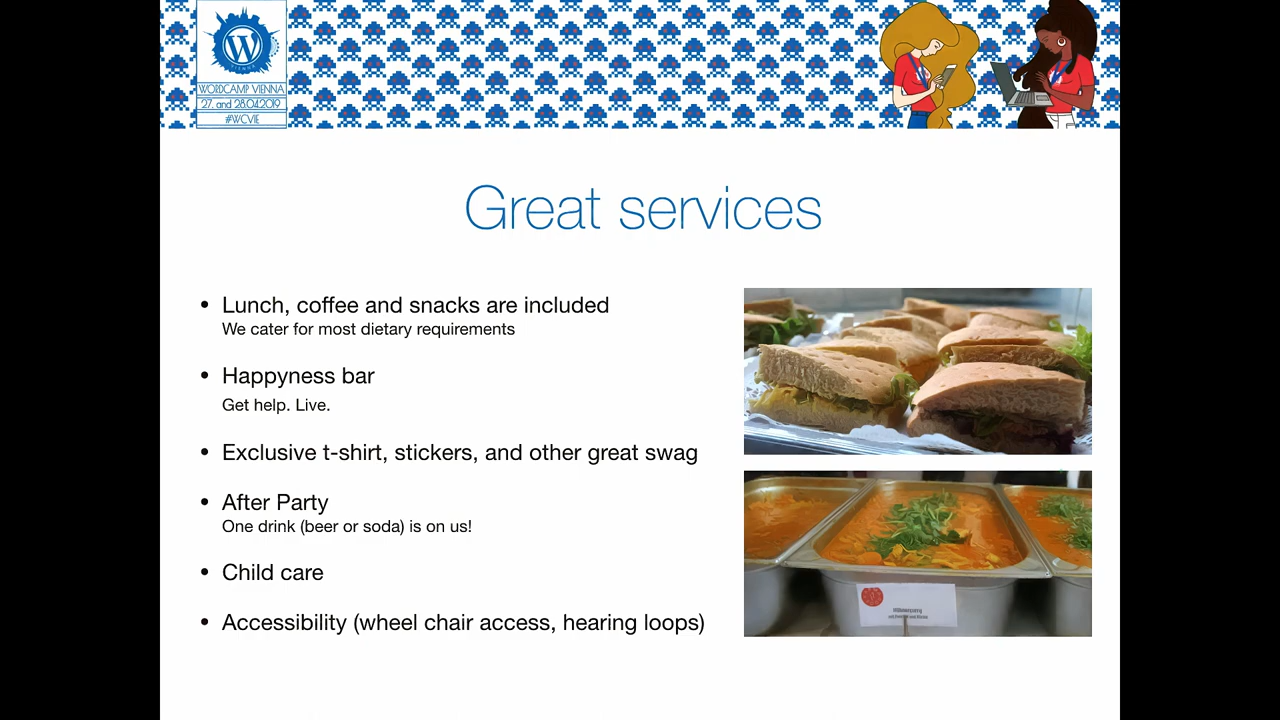 WORDCAMP VIENNA
27. and 28.04.2019
#WCVIE
Great services
• Lunch, coffee and snacks are included
We cater for most dietary requirements
• Happyness bar
Get help. Live.
• Exclusive t-shirt, stickers, and other great swag
• After Party
One drink (beer or soda) is on us!
• Child care
• Accessibility (wheel chair access, hearing loops)